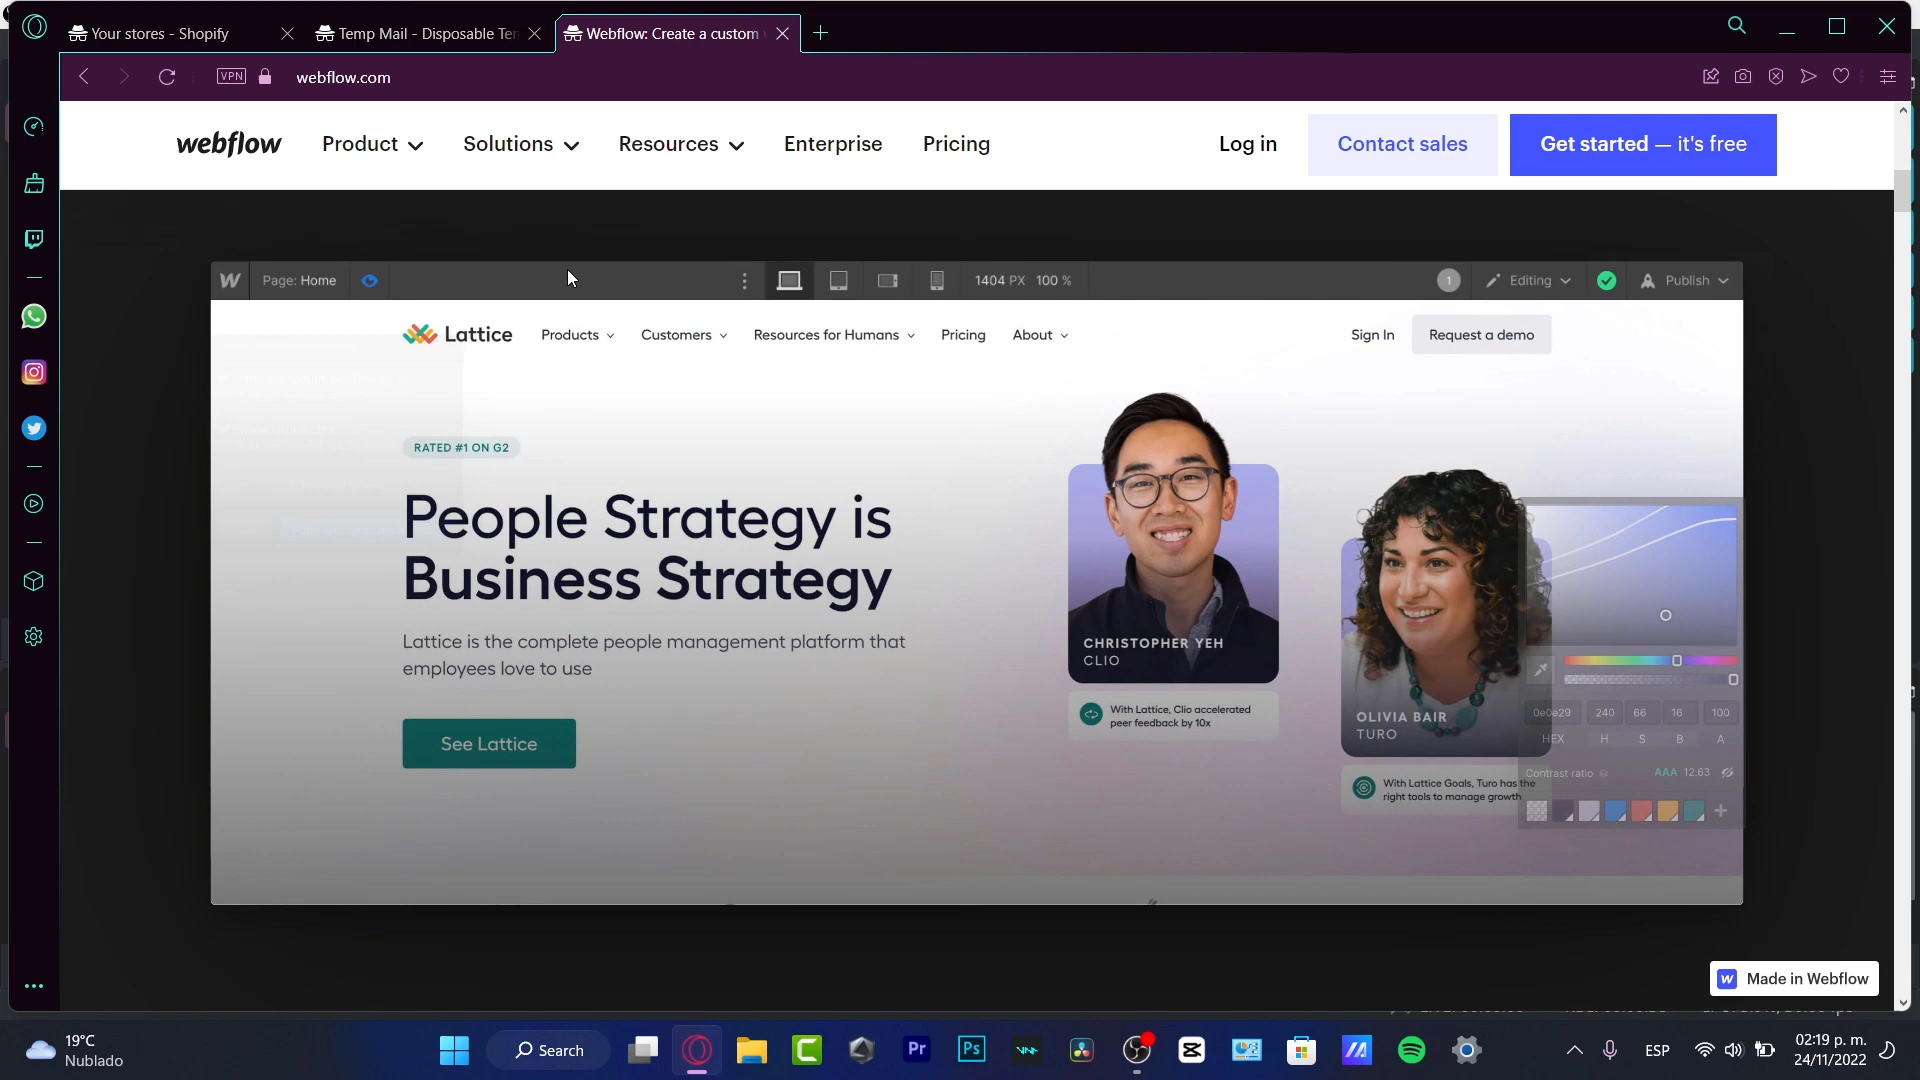 Your stores - Shopify
Temp Mail - Disposable Ten
Webflow: Create a custom
VPN
webflow.com
webflow
Product
Solutions
Resources
Enterprise
Pricing
Log in
Contact sales
Get started — it's free
W
Page: Home
1404 PX 100 %
1
Editing
Publish
Lattice
Products
Customers
Resources for Humans
Pricing
About
Sign In
Request a demo
RATED #1 ON G2
People Strategy is
Business Strategy
Lattice is the complete people management platform that
employees love to use
See Lattice
CHRISTOPHER YEH
CLIO
With Lattice, Clio accelerated
peer feedback by 10x
OLIVIA BAIR
TURO
With Lattice Goals, Turo has the
right tools to manage growth
0e0e29 240 66 16 100
HEX H S B A
Contrast ratio AAA 12.63
Made in Webflow
19°C
Nublado
Search
Pr
Ps
ESP
02:19 p. m.
24/11/2022